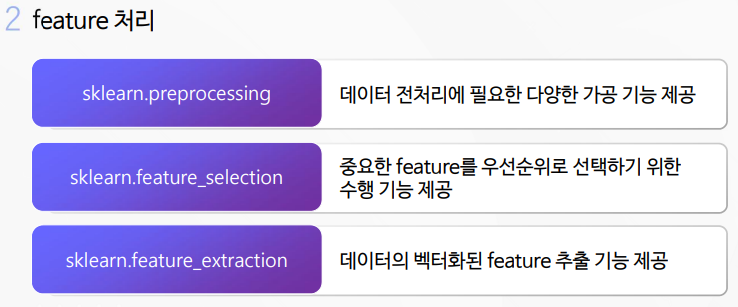 2 feature 처리
sklearn.preprocessing
데이터 전처리에 필요한 다양한 가공 기능 제공
sklearn.feature_selection
중요한 feature를 우선순위로 선택하기 위한
수행 기능 제공
sklearn.feature_extraction
데이터의 벡터화된 feature 추출 기능 제공